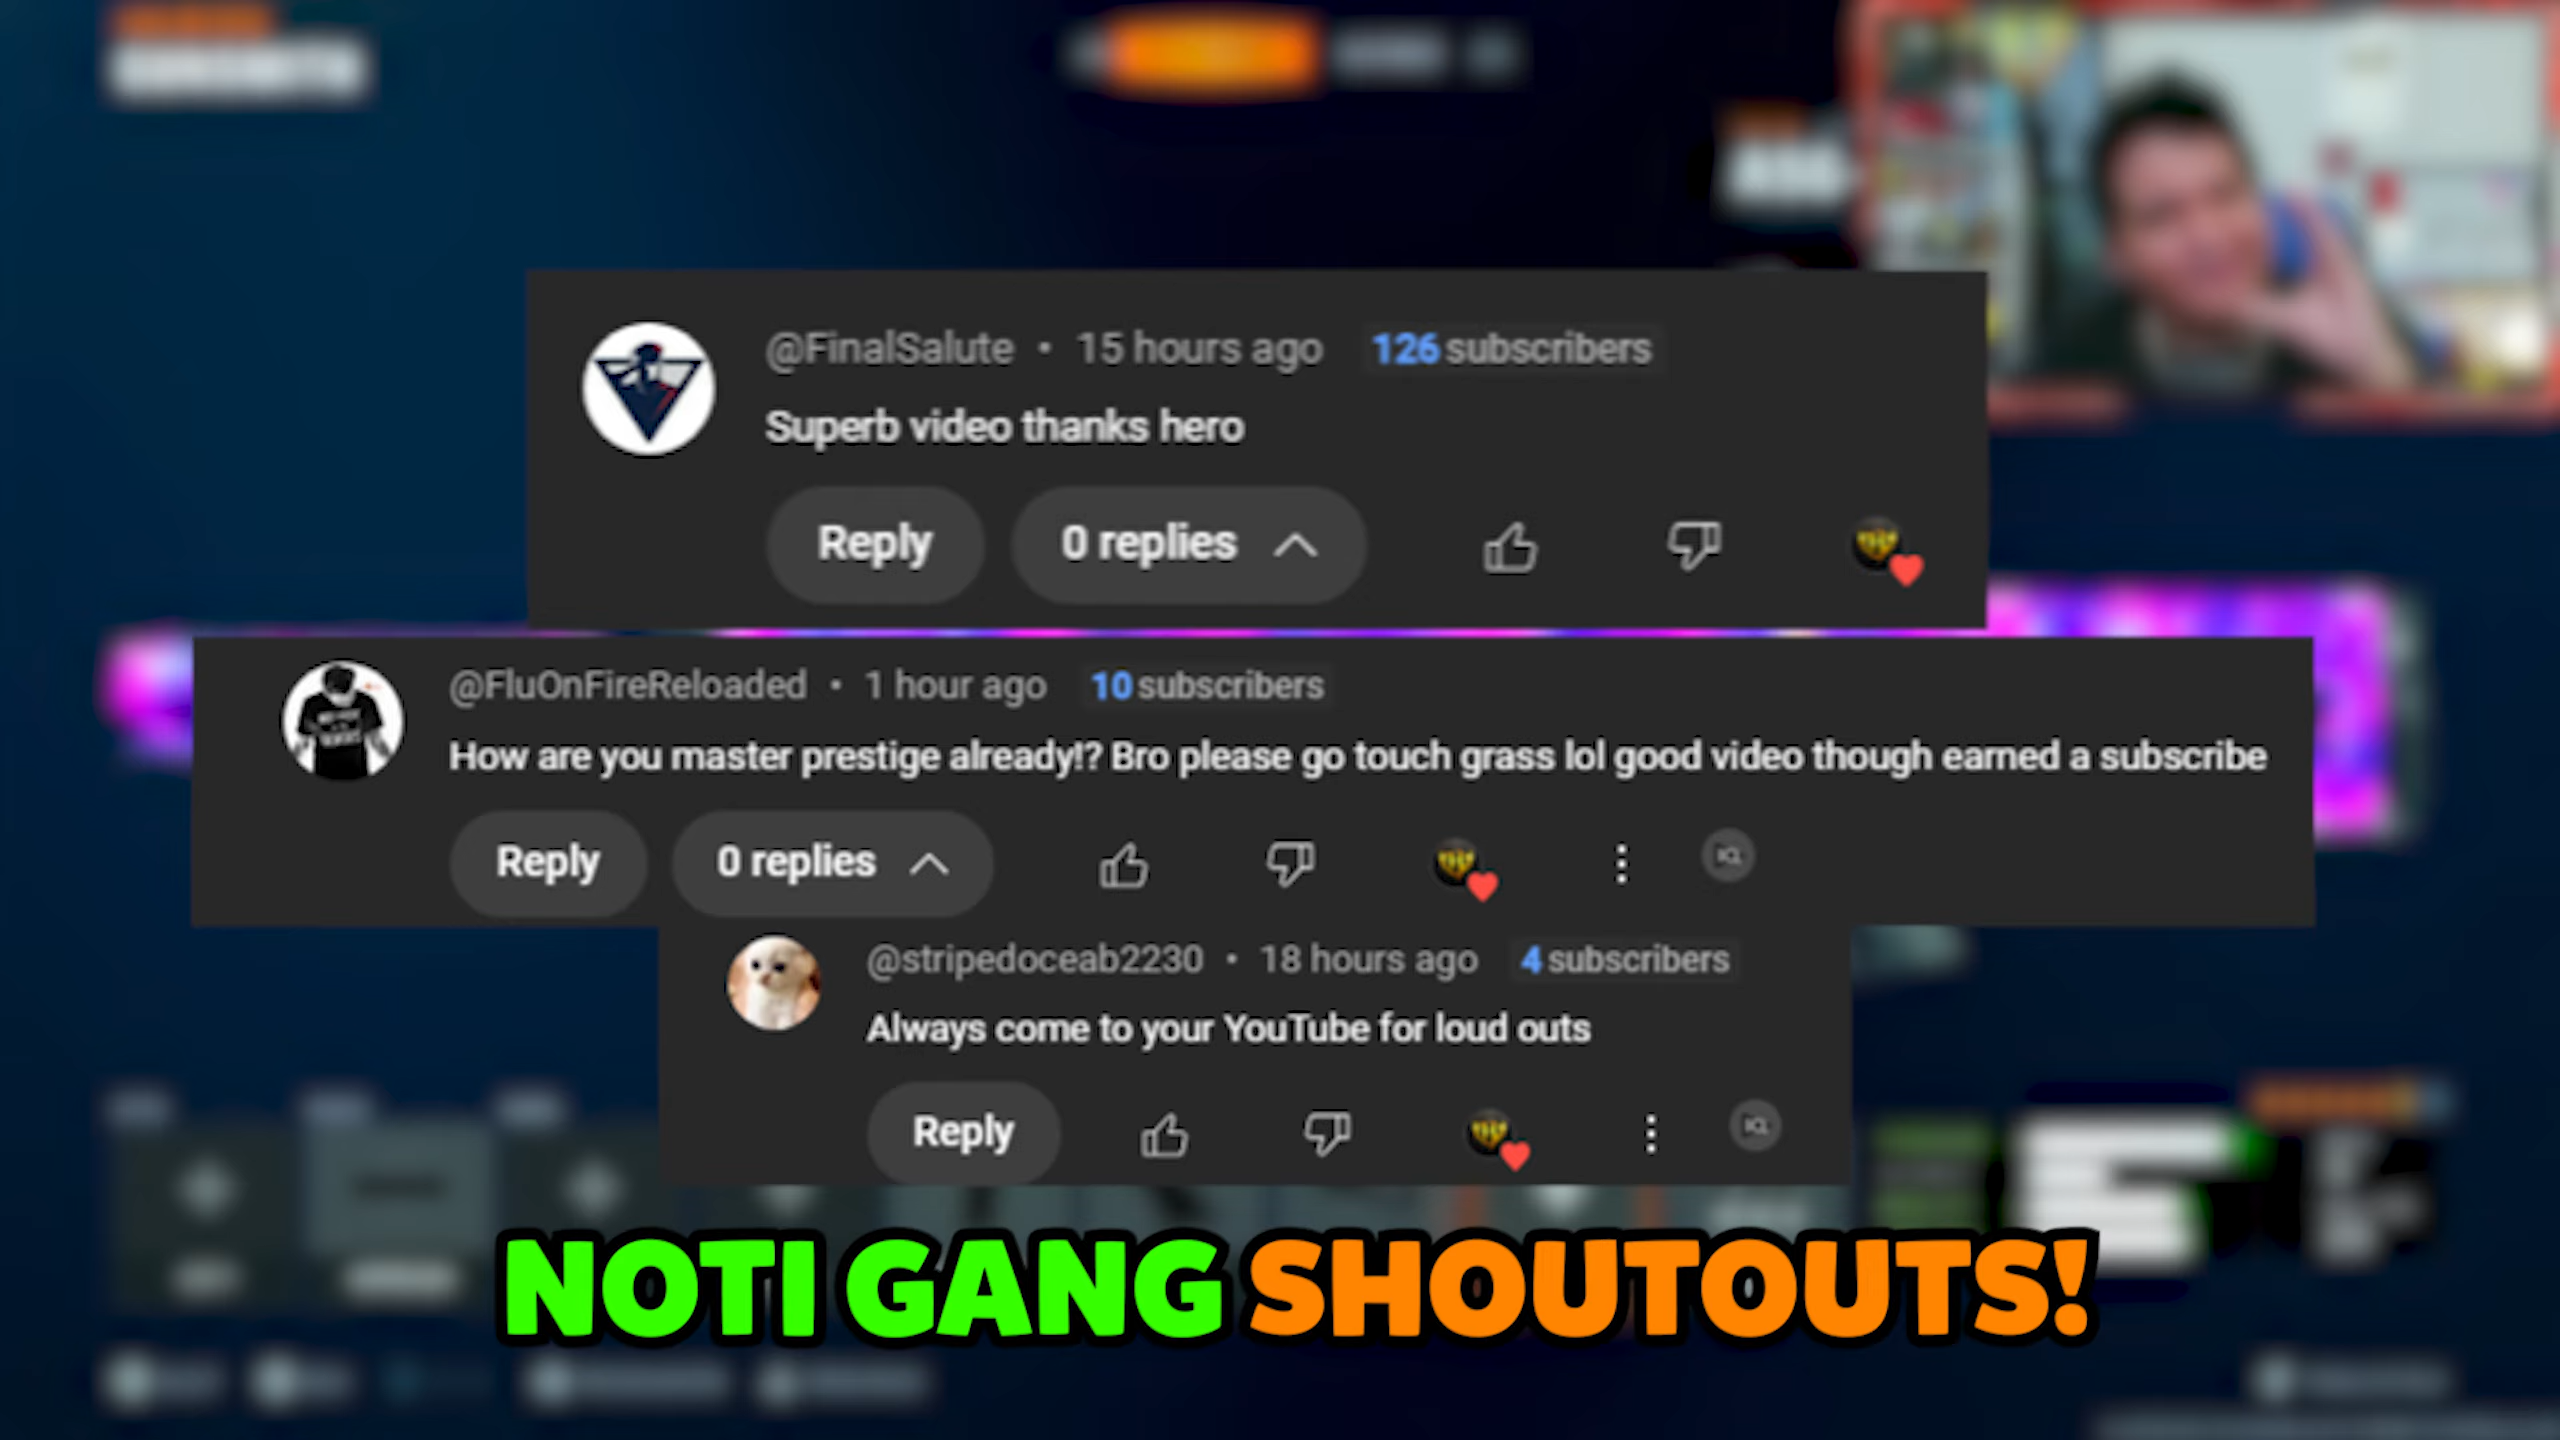 @FinalSalute • 15 hours ago 126 subscribers
Superb video thanks hero
Reply 0 replies
@FluOnFireReloaded • 1 hour ago 10 subscribers
How are you master prestige already!? Bro please go touch grass lol good video though earned a subscribe
Reply 0 replies
@stripedoceab2230 • 18 hours ago 4 subscribers
Always come to your YouTube for loud outs
Reply
NOTI GANG SHOUTOUTS!